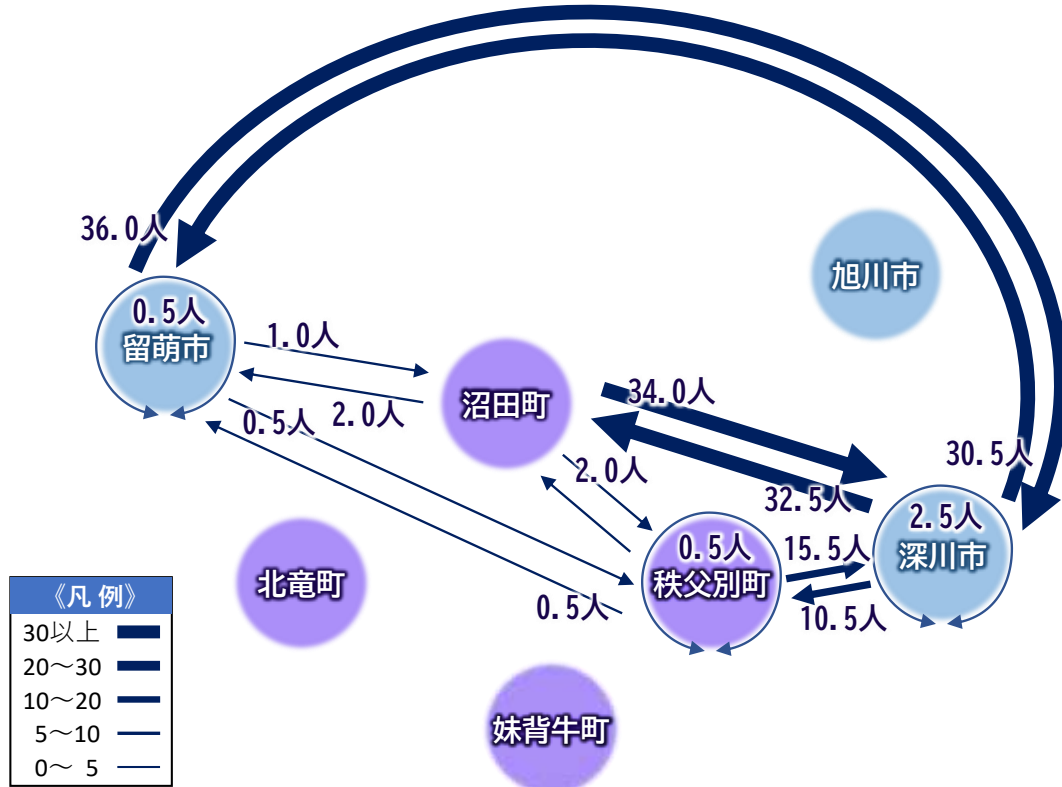 36.0人
旭川市
0.5人
留萌市
1.0人
沼田町
34.0人
2.0人
0.5人
30.5人
2.0人
32.5人
2.5人
深川市
0.5人
秩父別町
15.5人
北竜町
0.5人
10.5人
妹背牛町
《凡 例》
30以上
20～30
10～20
5～10
0～ 5